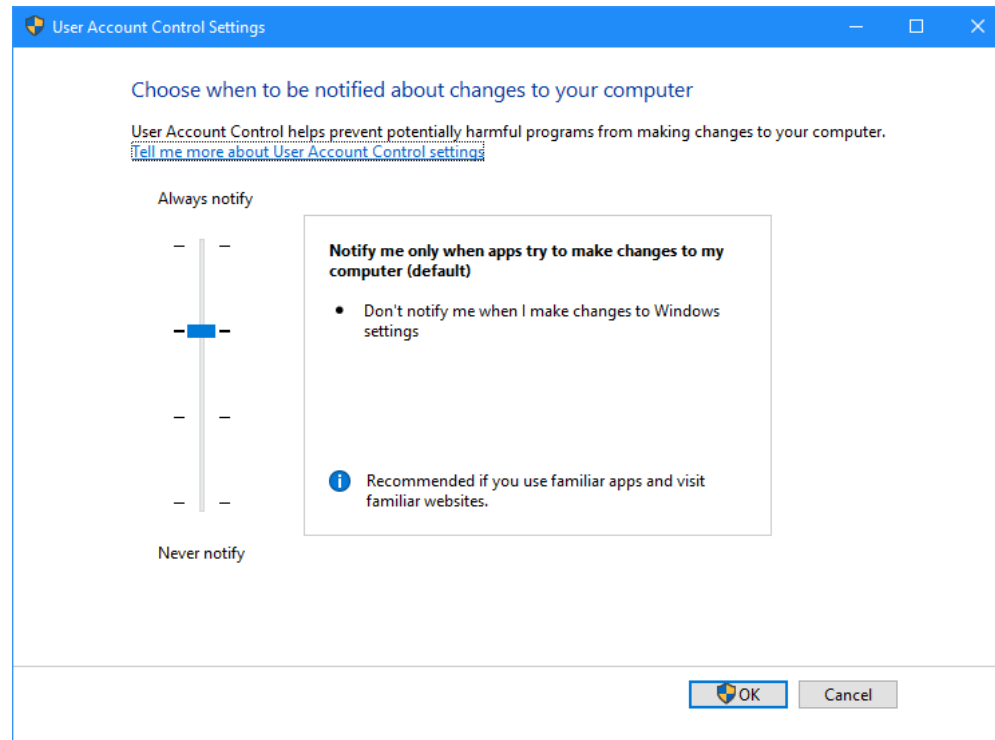 User Account Control Settings
Choose when to be notified about changes to your computer
User Account Control helps prevent potentially harmful programs from making changes to your computer.
Tell me more about User Account Control settings
Always notify
Notify me only when apps try to make changes to my
computer (default)
• Don't notify me when I make changes to Windows
settings
Recommended if you use familiar apps and visit
familiar websites.
Never notify
OK
Cancel